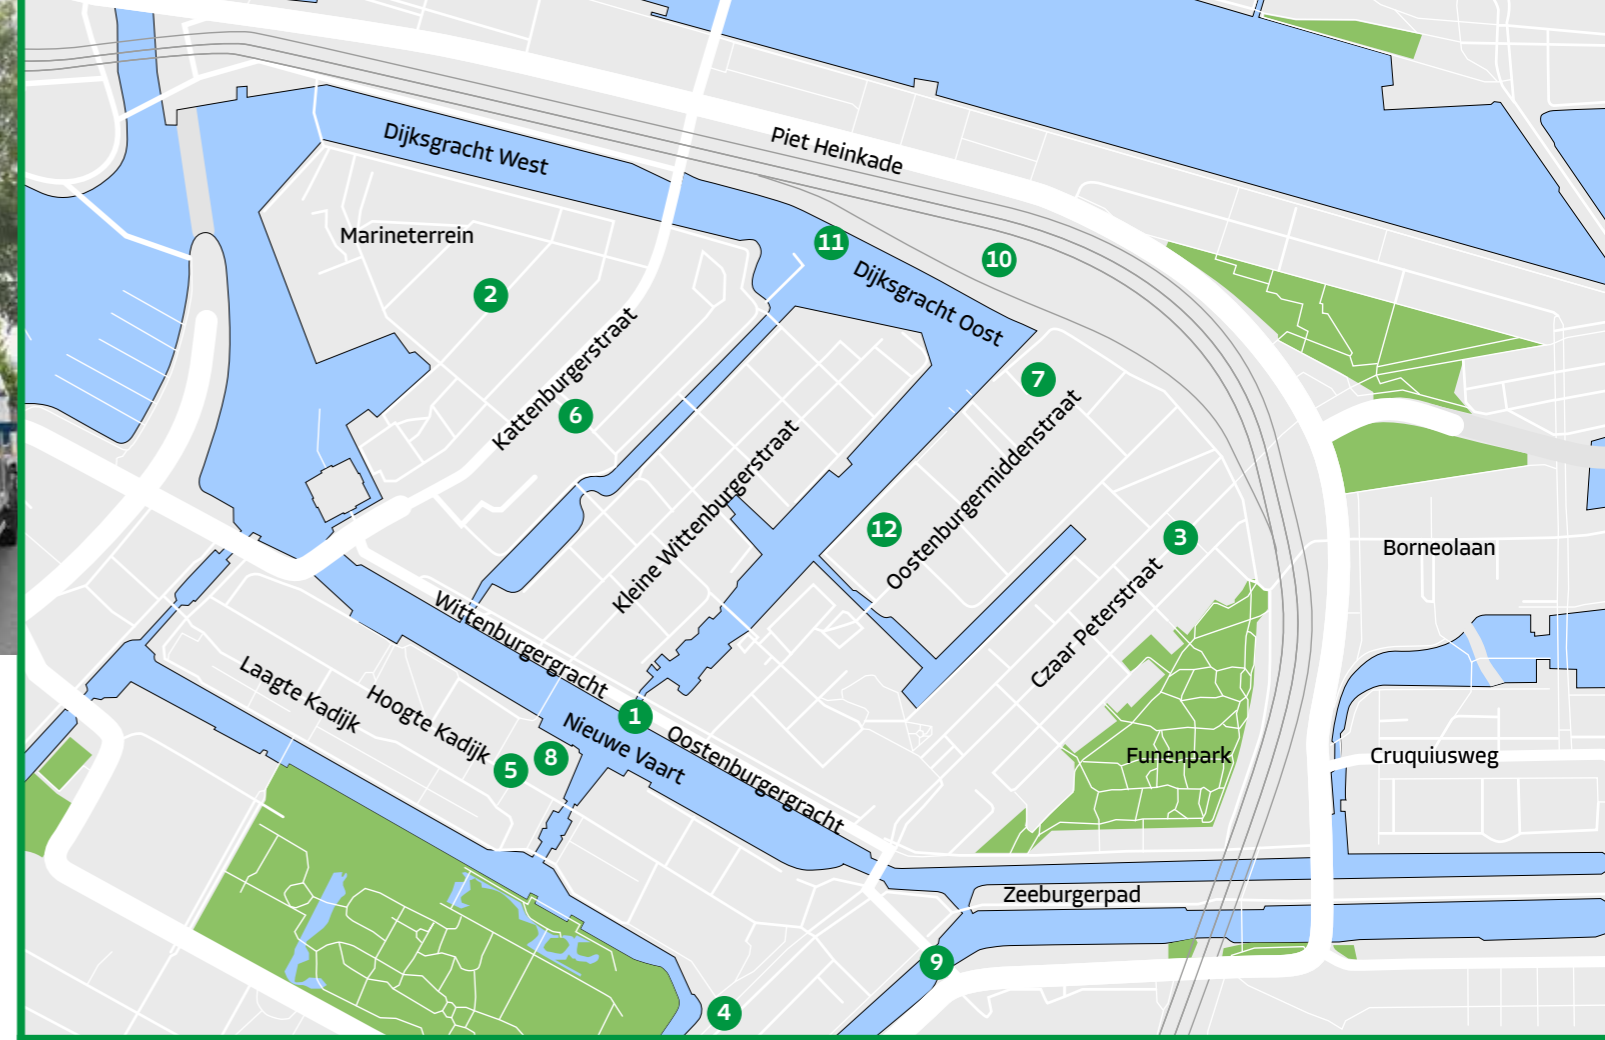 Dijksgracht West
Piet Heinkade
Marineterrein
11
10
2
Dijksgracht Oost
Kattenburgerstraat
7
6
Kleine Wittenburgerstraat
Oostenburgermiddenstraat
12
3
Borneolaan
Czaar Peterstraat
Wittenburgergracht
Laagte Kadijk
Hoogte Kadijk
1
Nieuwe Vaart
Oostenburgergracht
5
8
Funenpark
Cruquiusweg
Zeeburgerpad
9
4